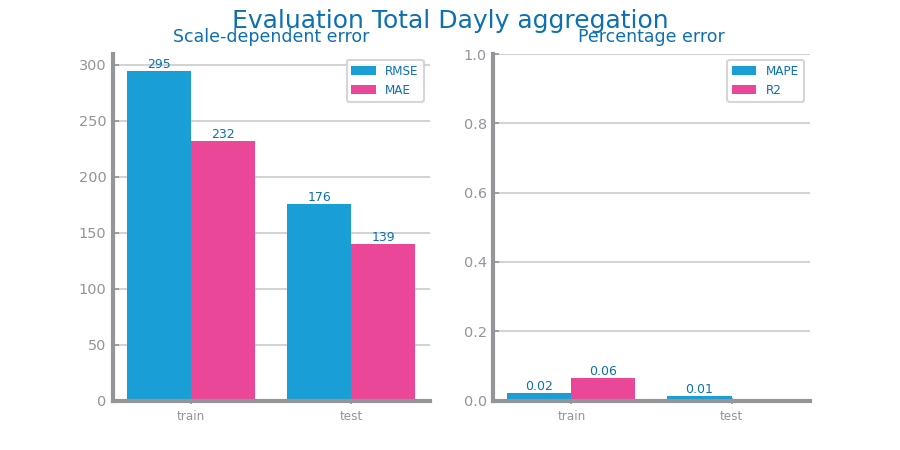 Evaluation Total Dayly aggregation
Scale-dependent error
300
250
200
150
100
50
0
295
232
176
139
RMSE
MAE
train
test
Percentage error
1.0
0.8
0.6
0.4
0.2
0.0
0.02
0.06
0.01
MAPE
R2
train
test